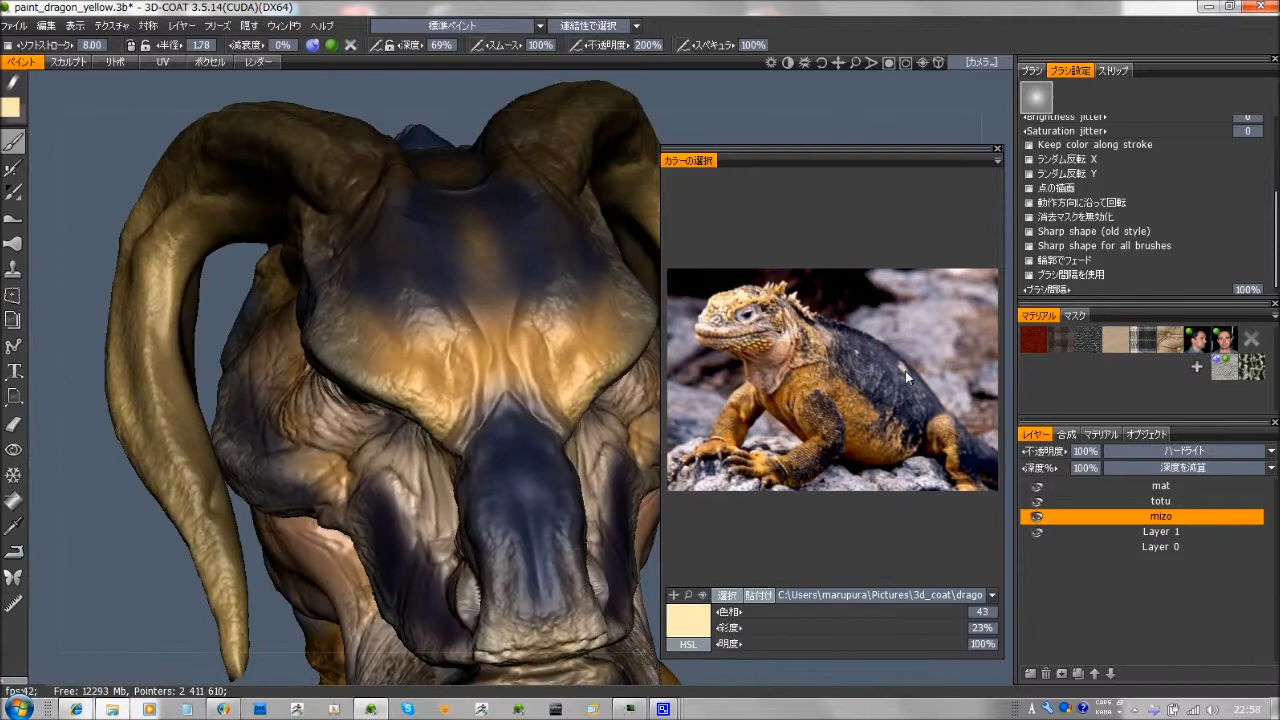 paint_dragon_yellow.3b* - 3D-COAT 3.5.14(CUDA)(DX64)
ファイル 編集 表示 テクスチャ 対称 レイヤー フリーズ 隠す ウィンドウ ヘルプ 標準ペイント 連結性で選択
ソフトストローク 8.00 半径 1.78 減衰度 0% 深度 69% スムース 100% 不透明度 200% スペキュラ 100%
ペイント スカルプト リトポ UV ボクセル レンダー [カメラ...]
ブラシ ブラシ設定 ストリップ
Brightness jitter 0
Saturation jitter 0
Keep color along stroke
ランダム反転 X
ランダム反転 Y
点の描画
動作方向に沿って回転
消去マスクを無効化
Sharp shape (old style)
Sharp shape for all brushes
輪郭でフェード
ブラシ間隔を使用
ブラシ間隔 100%
カラーの選択
選択 貼付け C:\Users\marupura\Pictures\3d_coat\drago
色相 43
彩度 23%
HSL 明度 100%
マテリアル マスク
レイヤー 合成 マテリアル オブジェクト
不透明度 100% ハードライト
深度% 100% 深度を減算
mat
totu
mizo
Layer 1
Layer 0
fps:42; Free: 12293 Mb, Pointers: 2 411 610;
A CAPS KANA 22:58